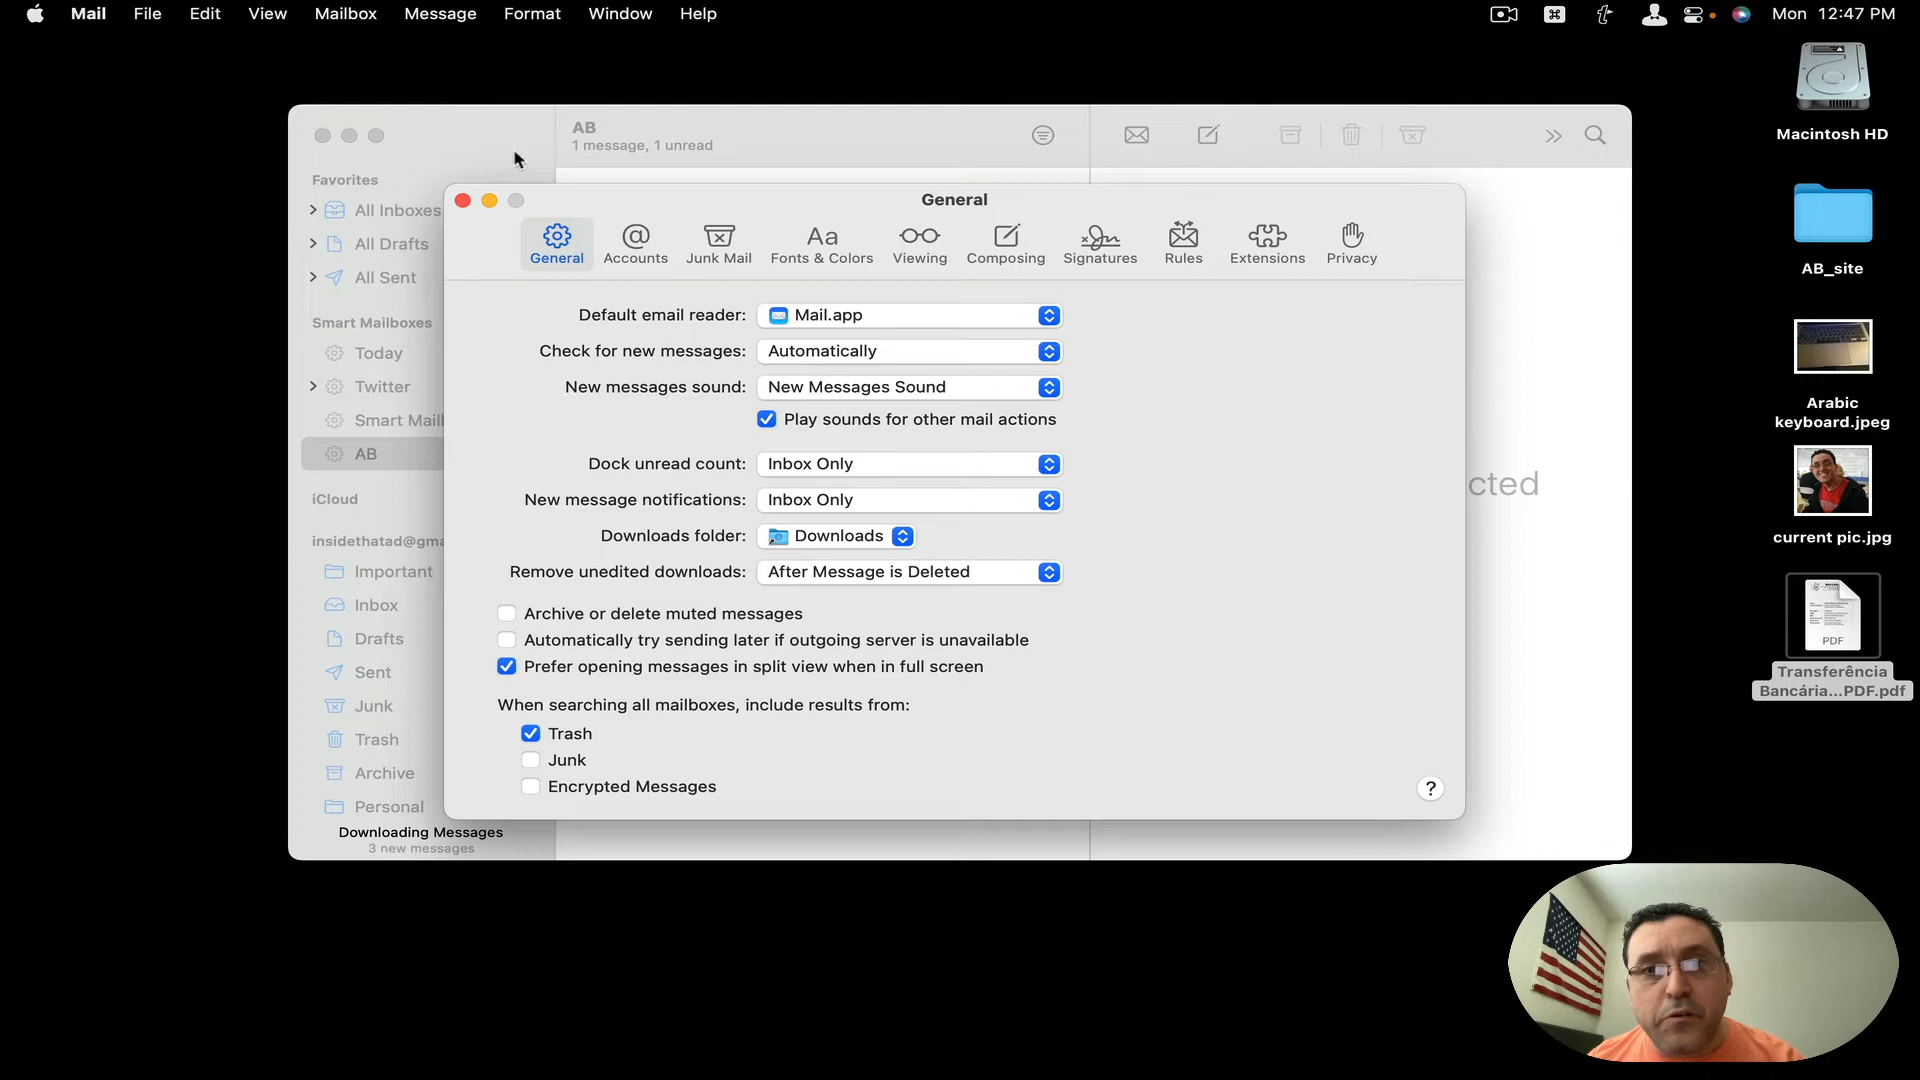 Mail File Edit View Mailbox Message Format Window Help
Mon 12:47 PM
Macintosh HD
AB_site
Arabic
keyboard.jpeg
current pic.jpg
PDF
Transferência
Bancária...PDF.pdf
AB
1 message, 1 unread
Favorites
All Inboxes
All Drafts
All Sent
Smart Mailboxes
Today
Twitter
Smart Mail
AB
iCloud
insidethatad@gma
Important
Inbox
Drafts
Sent
Junk
Trash
Archive
Personal
Downloading Messages
3 new messages
cted
General
General Accounts Junk Mail Fonts & Colors Viewing Composing Signatures Rules Extensions Privacy
Default email reader: Mail.app
Check for new messages: Automatically
New messages sound: New Messages Sound
Play sounds for other mail actions
Dock unread count: Inbox Only
New message notifications: Inbox Only
Downloads folder: Downloads
Remove unedited downloads: After Message is Deleted
Archive or delete muted messages
Automatically try sending later if outgoing server is unavailable
Prefer opening messages in split view when in full screen
When searching all mailboxes, include results from:
Trash
Junk
Encrypted Messages
?